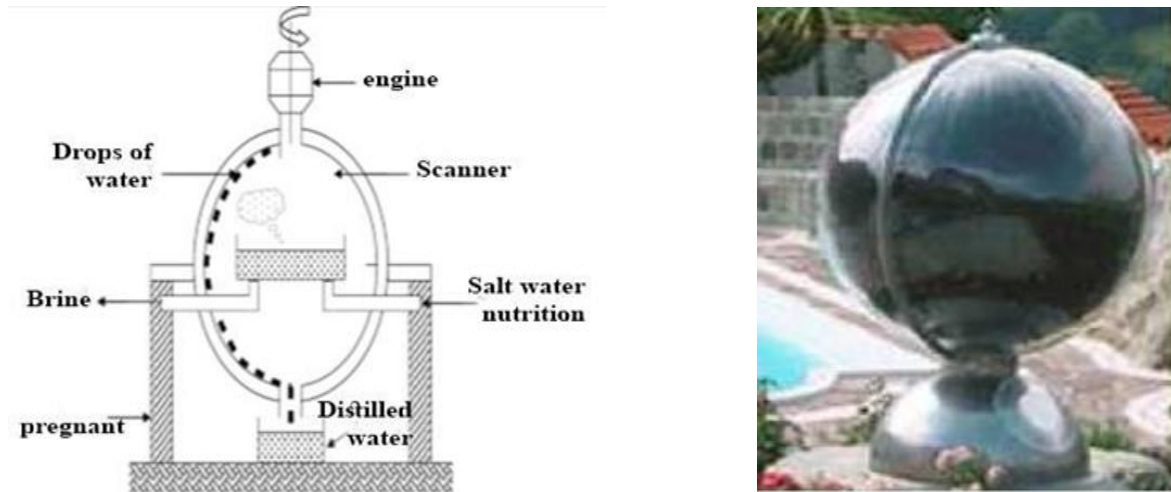 engine
Drops of
water
Scanner
Brine
Salt water
nutrition
pregnant
Distilled
water